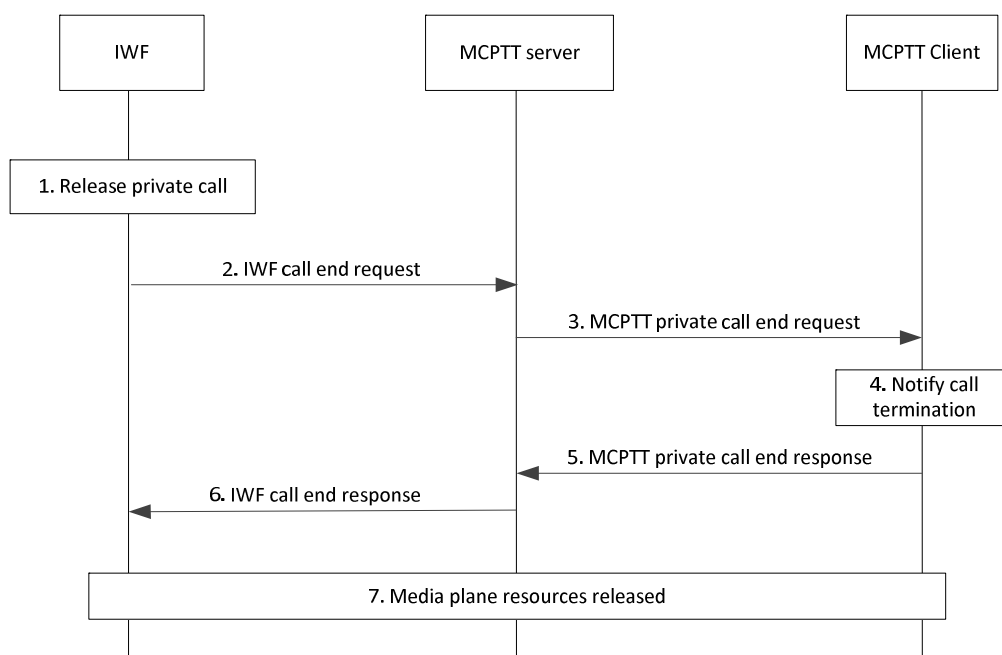 IWF
MCPTT server
MCPTT Client
1. Release private call
2. IWF call end request
3. MCPTT private call end request
4. Notify call
termination
5. MCPTT private call end response
6. IWF call end response
7. Media plane resources released